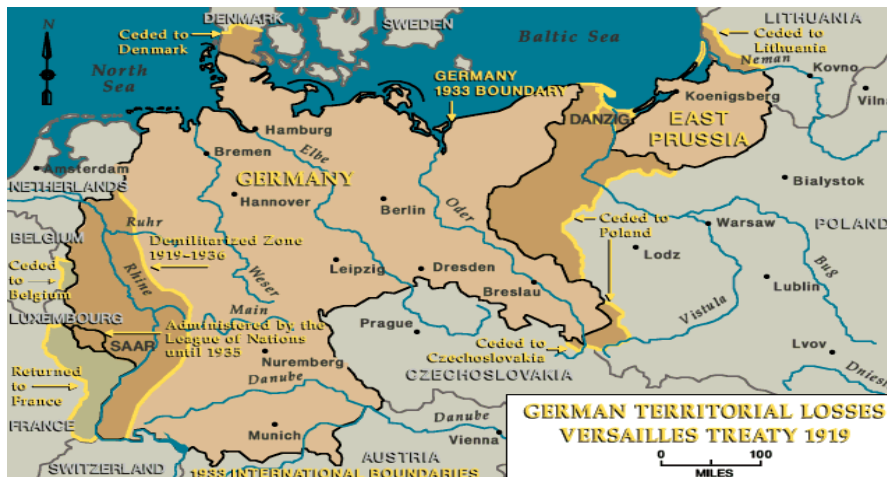 DENMARK
SWEDEN
LITHUANIA
N
Ceded to
Denmark
Baltic Sea
Ceded to
Lithuania
Neman
North
Sea
Kovno
GERMANY
1933 BOUNDARY
Koenigsberg
Viln
Hamburg
DANZIG
EAST
PRUSSIA
Bremen
Elbe
Amsterdam
NETHERLANDS
GERMANY
Bialystok
Hannover
Berlin
Oder
Ruhr
Ceded to
Poland
Warsaw
POLAND
BELGIUM
Demilitarized Zone
1919-1936
Lodz
Bug
Ceded
to
Belgium
Rhine
Weser
Leipzig
Dresden
Breslau
Lublin
Main
Vistula
LUXEMBOURG
Administered by the
League of Nations
until 1935
SAAR
Prague
Ceded to
Czechoslovakia
Lvov
Nuremberg
Dniest
Returned
to
France
Danube
CZECHOSLOVAKIA
FRANCE
Danube
Munich
Vienna
GERMAN TERRITORIAL LOSSES
VERSAILLES TREATY 1919
AUSTRIA
SWITZERLAND
1933 INTERNATIONAL BOUNDARIES
0 100
MILES